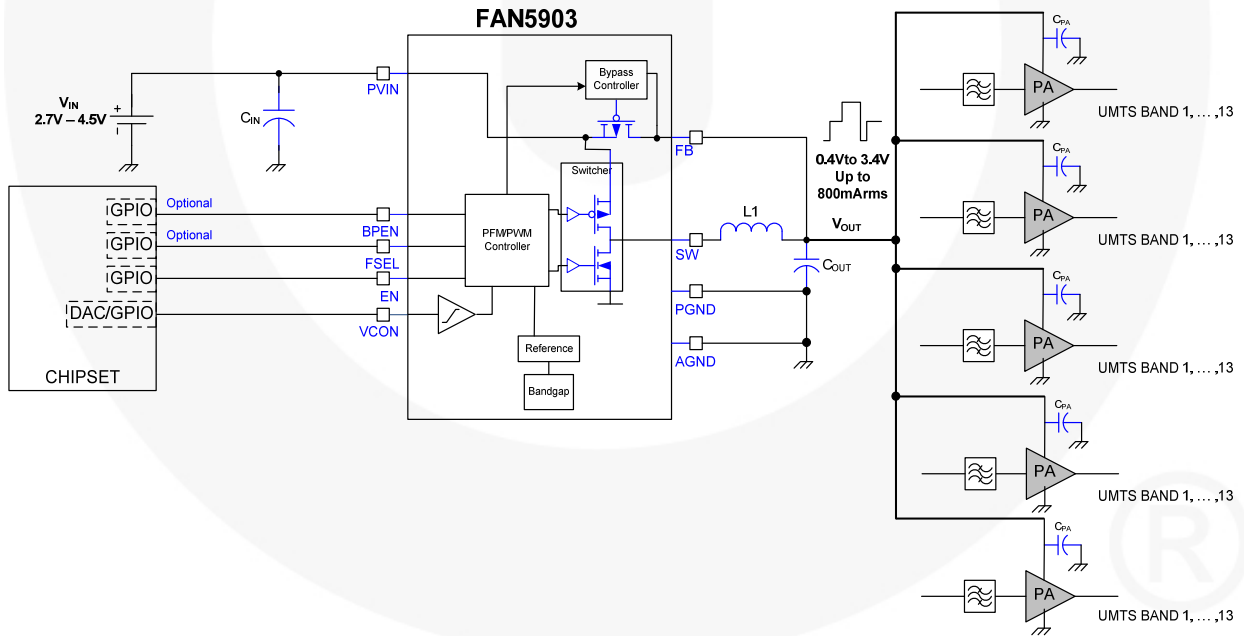 FAN5903
VIN
2.7V – 4.5V
+
CIN
PVIN
Bypass
Controller
FB
Switcher
PFM/PWM
Controller
Reference
Bandgap
GPIO
Optional
BPEN
GPIO
Optional
FSEL
GPIO
EN
DAC/GPIO
VCON
CHIPSET
SW
L1
COUT
PGND
AGND
0.4Vto 3.4V
Up to
800mArms
VOUT
CPA
PA
UMTS BAND 1, … ,13
CPA
PA
UMTS BAND 1, … ,13
CPA
PA
UMTS BAND 1, … ,13
CPA
PA
UMTS BAND 1, … ,13
CPA
PA
UMTS BAND 1, … ,13
®